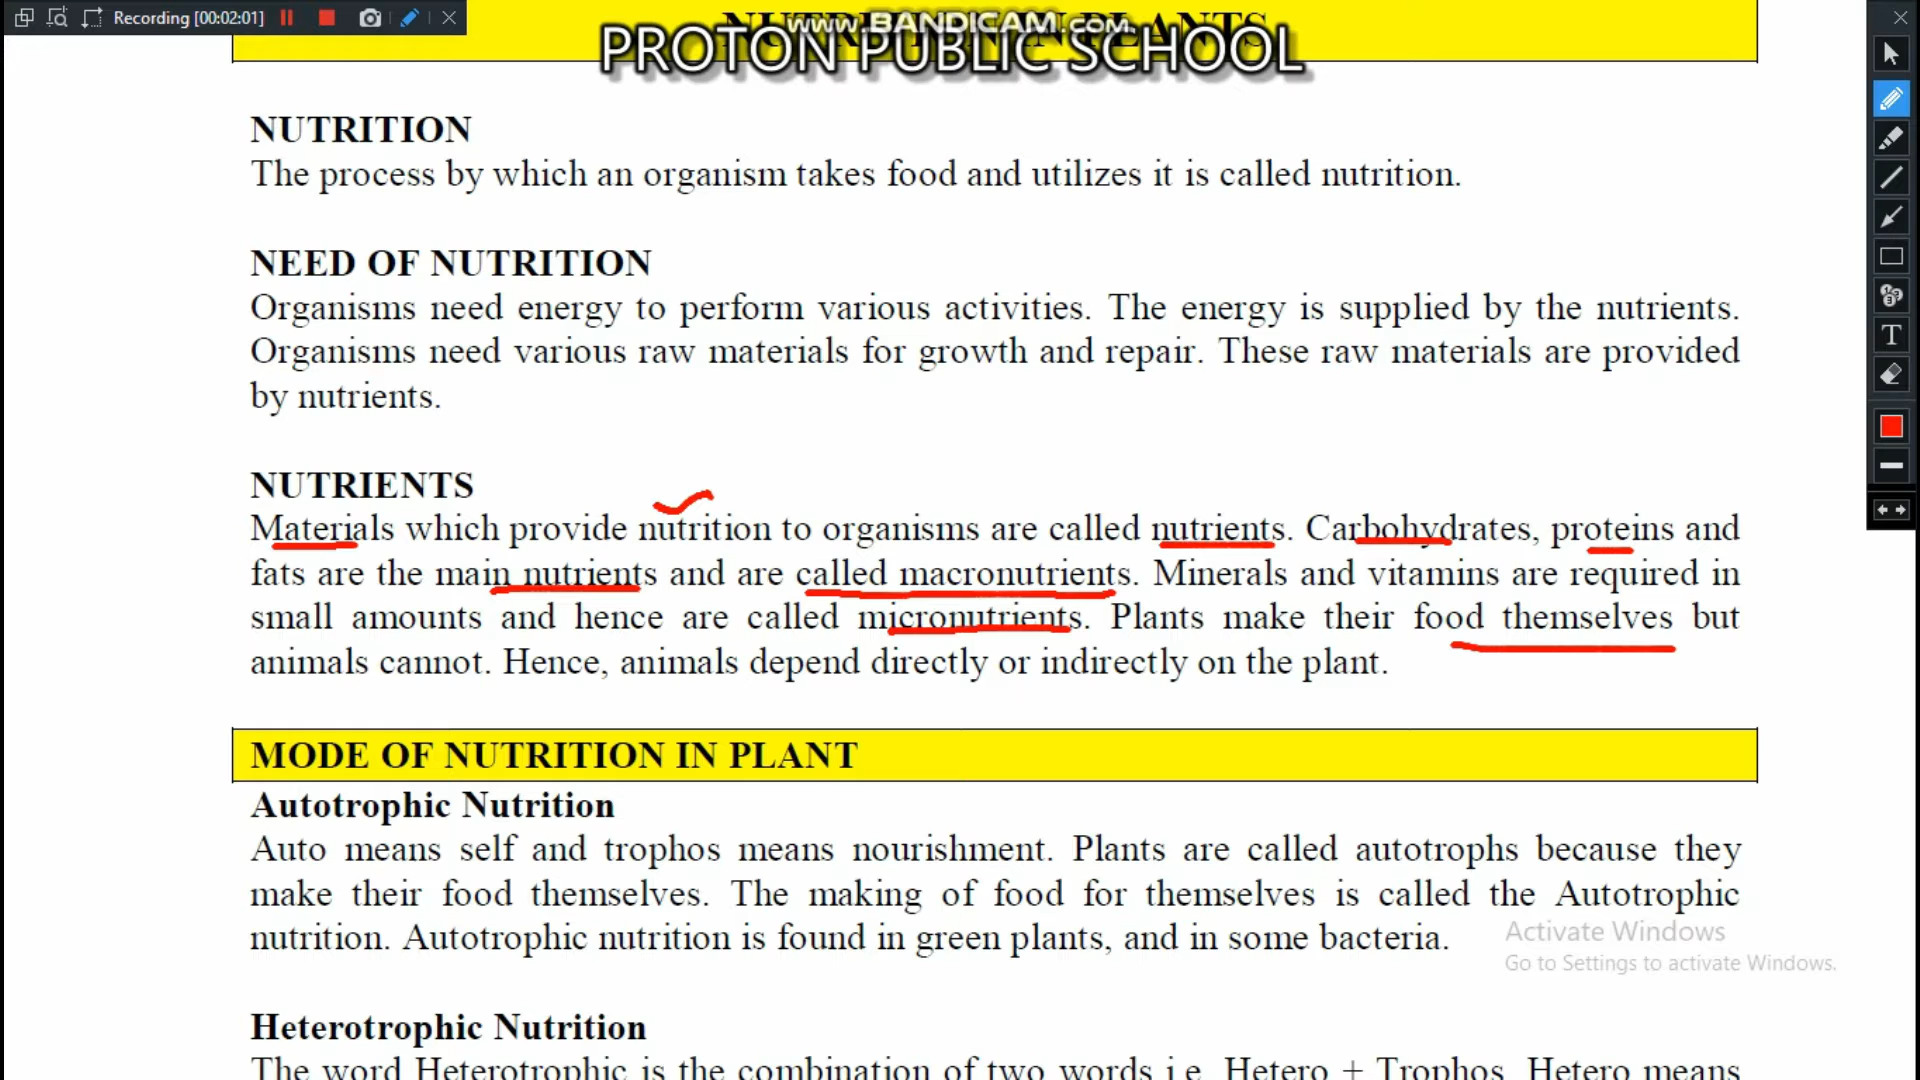 Recording [00:02:01]
www.BANDICAM.com
NUTRITION IN PLANTS
PROTON PUBLIC SCHOOL
NUTRITION
The process by which an organism takes food and utilizes it is called nutrition.
NEED OF NUTRITION
Organisms need energy to perform various activities. The energy is supplied by the nutrients.
Organisms need various raw materials for growth and repair. These raw materials are provided
by nutrients.
NUTRIENTS
Materials which provide nutrition to organisms are called nutrients. Carbohydrates, proteins and
fats are the main nutrients and are called macronutrients. Minerals and vitamins are required in
small amounts and hence are called micronutrients. Plants make their food themselves but
animals cannot. Hence, animals depend directly or indirectly on the plant.
MODE OF NUTRITION IN PLANT
Autotrophic Nutrition
Auto means self and trophos means nourishment. Plants are called autotrophs because they
make their food themselves. The making of food for themselves is called the Autotrophic
nutrition. Autotrophic nutrition is found in green plants, and in some bacteria.
Activate Windows
Go to Settings to activate Windows.
Heterotrophic Nutrition
The word Heterotrophic is the combination of two words i.e. Hetero + Trophos. Hetero means